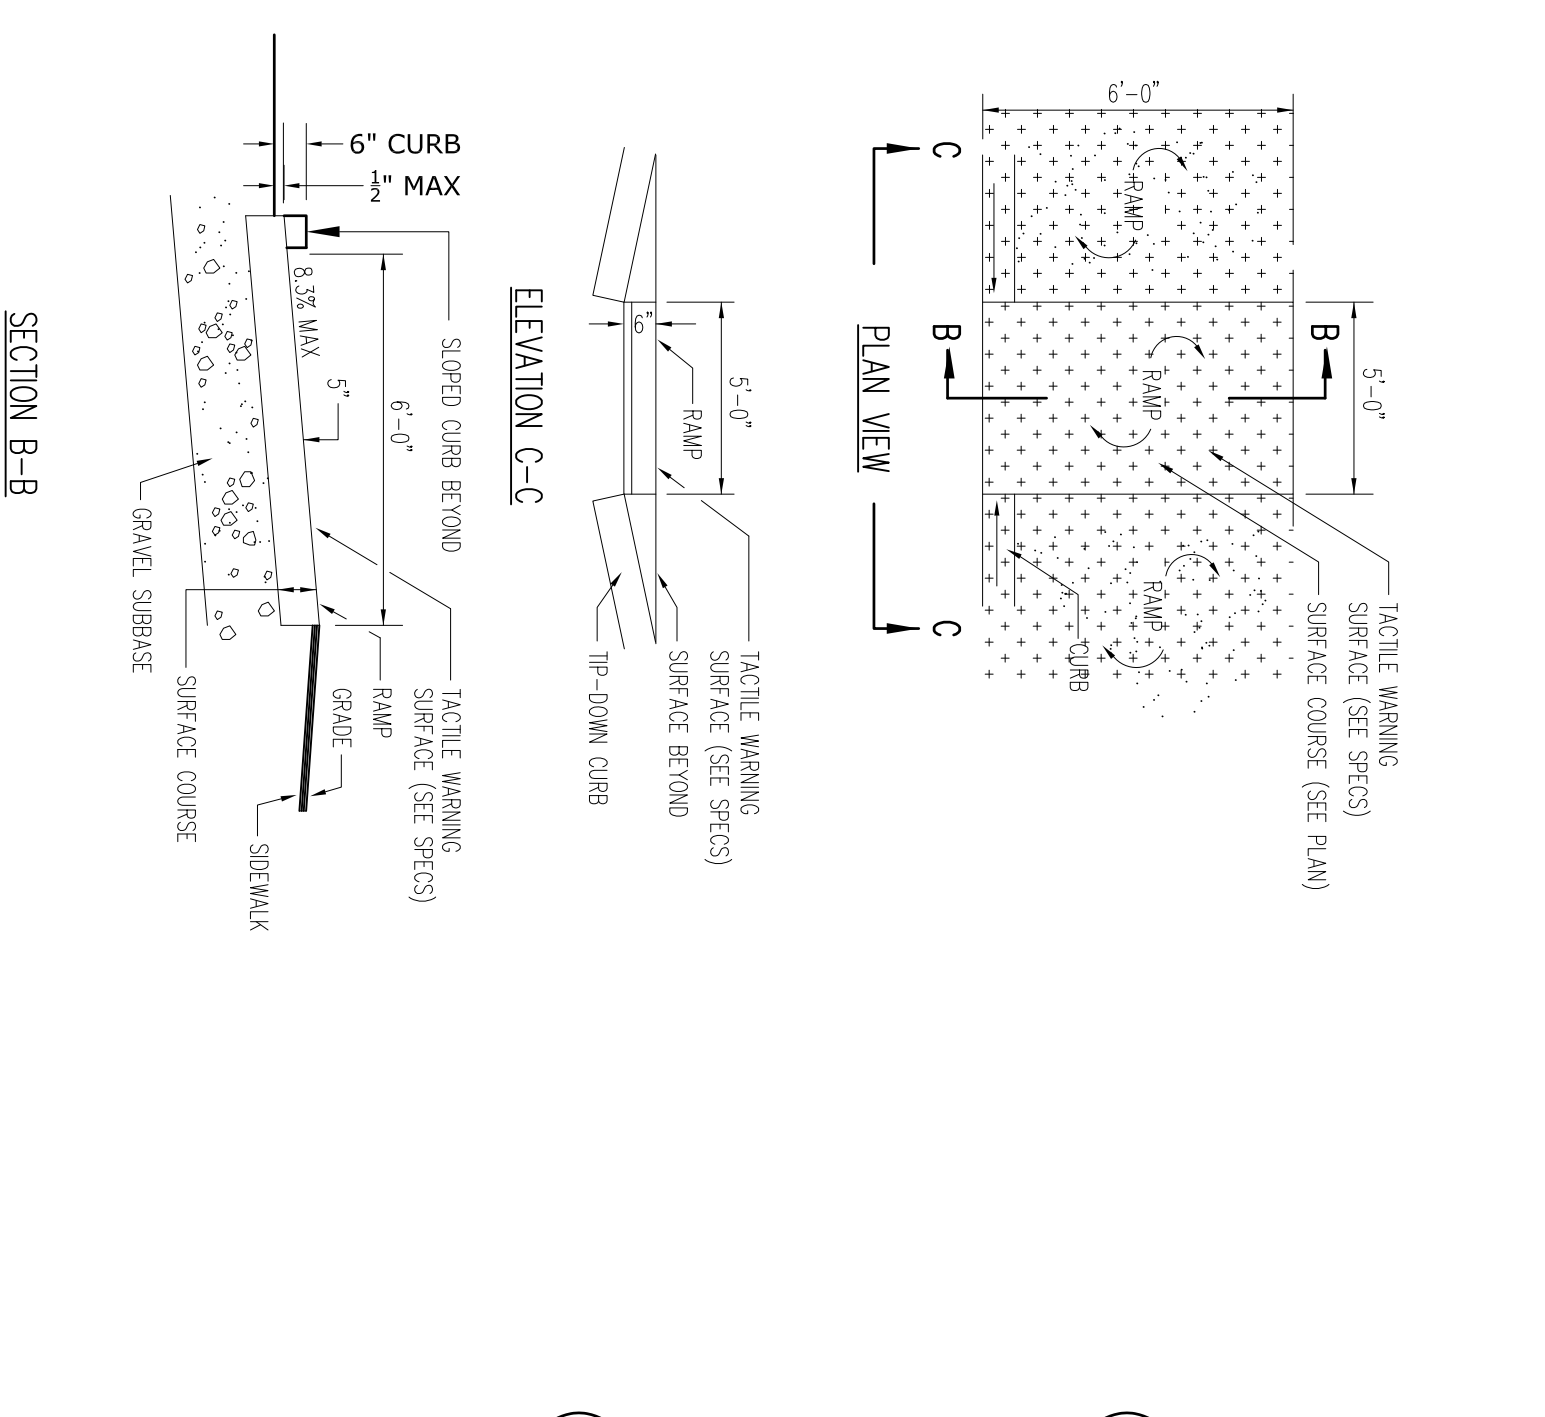 6'-0"
C
RAMP
B
B
5'-0"
RAMP
TACTILE WARNING
SURFACE (SEE SPECS)
SURFACE COURSE (SEE PLAN)
RAMP
CURB
C
PLAN VIEW
5'-0"
6"
RAMP
TACTILE WARNING
SURFACE (SEE SPECS)
SURFACE BEYOND
TIP-DOWN CURB
ELEVATION C-C
6" CURB
1/2" MAX
SLOPED CURB BEYOND
8.3% MAX
6'-0"
5"
TACTILE WARNING
SURFACE (SEE SPECS)
RAMP
GRADE
SIDEWALK
SURFACE COURSE
GRAVEL SUBBASE
SECTION B-B